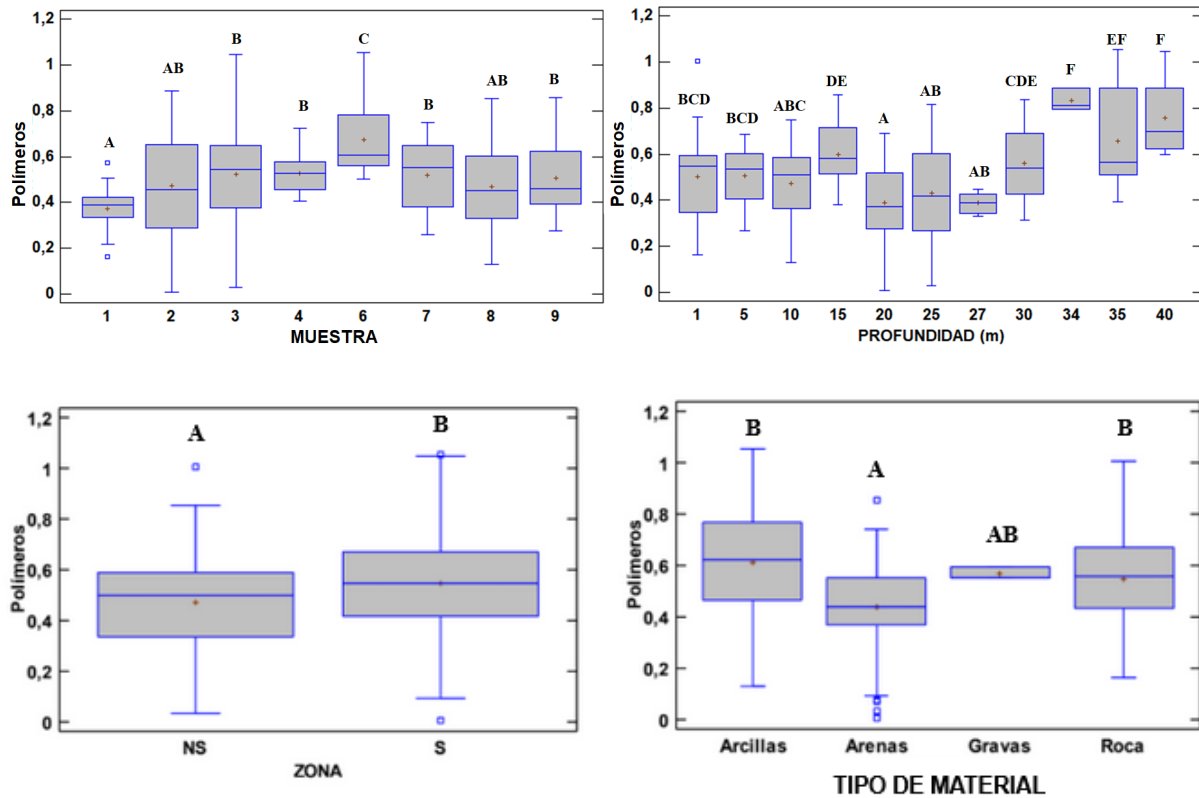 1,2
1
0,8
0,6
0,4
0,2
0
Polímeros
A
AB
B
B
C
B
AB
B
1 2 3 4 6 7 8 9
MUESTRA
1,2
1
0,8
0,6
0,4
0,2
0
Polímeros
BCD
BCD
ABC
DE
A
AB
AB
CDE
F
EF
F
1 5 10 15 20 25 27 30 34 35 40
PROFUNDIDAD (m)
1,2
1
0,8
0,6
0,4
0,2
0
Polímeros
A
B
NS S
ZONA
1,2
1
0,8
0,6
0,4
0,2
0
Polímeros
B
A
AB
B
Arcillas Arenas Gravas Roca
TIPO DE MATERIAL